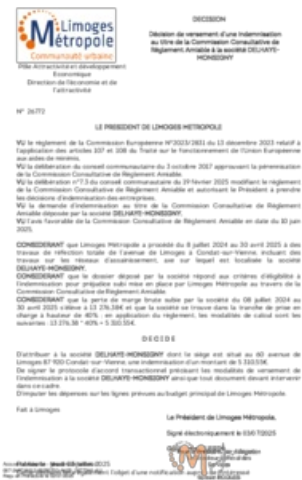 Limoges
Métropole
Communauté urbaine
Pôle Attractivité et développement
Economique
Direction de l'économie et de
l'attractivité
DECISION
Décision de versement d'une indemnisation
au titre de la Commission Consultative de
Règlement Amiable à la société DELHAYE-
MONSIGNY
N° 26772
LE PRESIDENT DE LIMOGES METROPOLE
VU le règlement de la Commission Européenne N°2023/2831 du 13 décembre 2023 relatif à
l'application des articles 107 et 108 du Traité sur le fonctionnement de l'Union Européenne
aux aides de minimis,
VU la délibération du conseil communautaire du 3 octobre 2017 approuvant la pérennisation
de la Commission Consultative de Règlement Amiable,
VU la délibération n°7.3 du conseil communautaire du 19 février 2025 modifiant le règlement
de la Commission Consultative de Règlement Amiable et autorisant le Président à prendre
les décisions d'indemnisation des entreprises,
VU la demande d'indemnisation au titre de la Commission Consultative de Règlement
Amiable déposée par la société DELHAYE-MONSIGNY,
VU l'avis favorable de la Commission Consultative de Règlement Amiable en date du 10 juin
2025,
CONSIDERANT que Limoges Métropole a procédé du 8 juillet 2024 au 30 avril 2025 à des
travaux de réfection totale de l'avenue de Limoges à Condat-sur-Vienne, incluant des
travaux sur les réseaux d'assainissement, axe sur lequel est localisée la société
DELHAYE-MONSIGNY,
CONSIDERANT que le dossier déposé par la société répond aux critères d'éligibilité à
l'indemnisation pour préjudice subi mise en place par Limoges Métropole au travers de la
Commission Consultative de Règlement Amiable,
CONSIDERANT que la perte de marge brute subie par la société du 08 juillet 2024 au
30 avril 2025 s'élève à 13 276,38€ et que la société se trouve dans la tranche de prise en
charge à hauteur de 40% : en application du règlement, les modalités de calcul sont les
suivantes : 13 276,38 * 40% = 5 310,55€.
DECIDE
D'attribuer à la société DELHAYE-MONSIGNY dont le siège est situé au 60 avenue de
Limoges 87 920 Condat-sur-Vienne, une indemnisation d'un montant de 5 310,55€.
De signer le protocole d'accord transactionnel précisant les modalités de versement de
l'indemnisation à la société DELHAYE-MONSIGNY ainsi que tout document devant intervenir
dans ce cadre
D'imputer les dépenses sur les lignes prévues au budget principal de Limoges Métropole.
Fait à Limoges
Le Président de Limoges Métropole,
Signé électroniquement le 03/07/2025